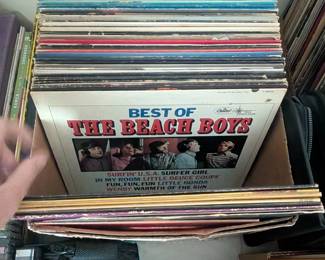 BEST OF
THE BEACH BOYS
SURFIN' U.S.A. SURFER GIRL
IN MY ROOM LITTLE DEUCE COUPE
FUN, FUN, FUN LITTLE HONDA
WENDY WARMTH OF THE SUN